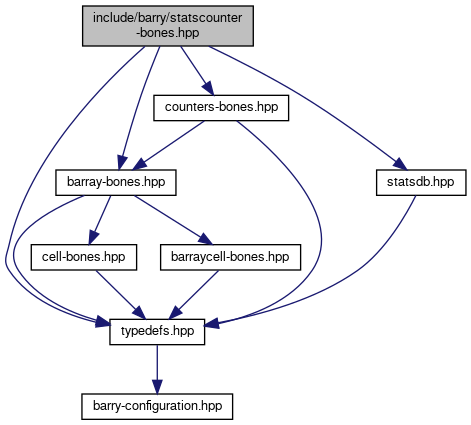 include/barry/statscounter
-bones.hpp
counters-bones.hpp
barray-bones.hpp
statsdb.hpp
cell-bones.hpp
barraycell-bones.hpp
typedefs.hpp
barry-configuration.hpp